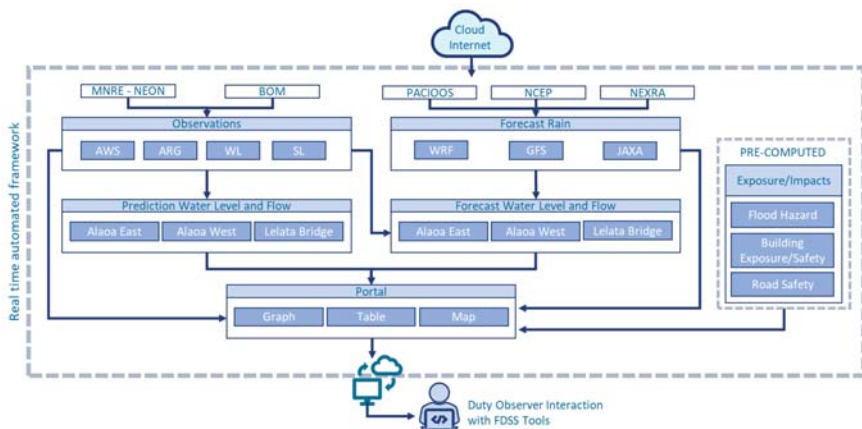 Cloud
Internet
Real time automated framework
MNRE - NEON
BOM
PACIOOS
NCEP
NEXRA
Observations
AWS
ARG
WL
SL
Forecast Rain
WRF
GFS
JAXA
PRE-COMPUTED
Exposure/Impacts
Flood Hazard
Building
Exposure/Safety
Road Safety
Prediction Water Level and Flow
Alaoa East
Alaoa West
Lelata Bridge
Forecast Water Level and Flow
Alaoa East
Alaoa West
Lelata Bridge
Portal
Graph
Table
Map
Duty Observer Interaction
with FDSS Tools